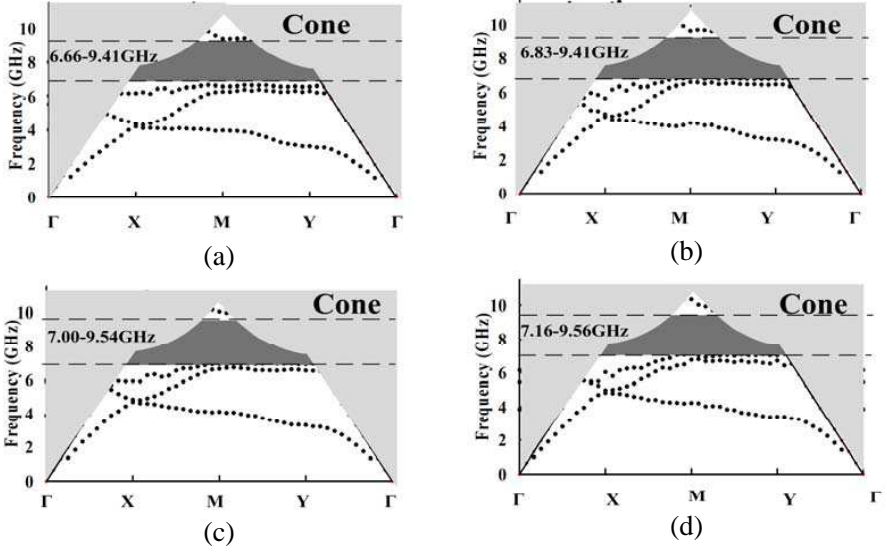 Cone
Frequency (GHz)
10
8
6
4
2
0
6.66-9.41GHz
Γ X M Y Γ
(a)
Cone
Frequency (GHz)
10
8
6
4
2
0
6.83-9.41GHz
Γ X M Y Γ
(b)
Cone
Frequency (GHz)
10
8
6
4
2
0
7.00-9.54GHz
Γ X M Y Γ
(c)
Cone
Frequency (GHz)
10
8
6
4
2
0
7.16-9.56GHz
Γ X M Y Γ
(d)